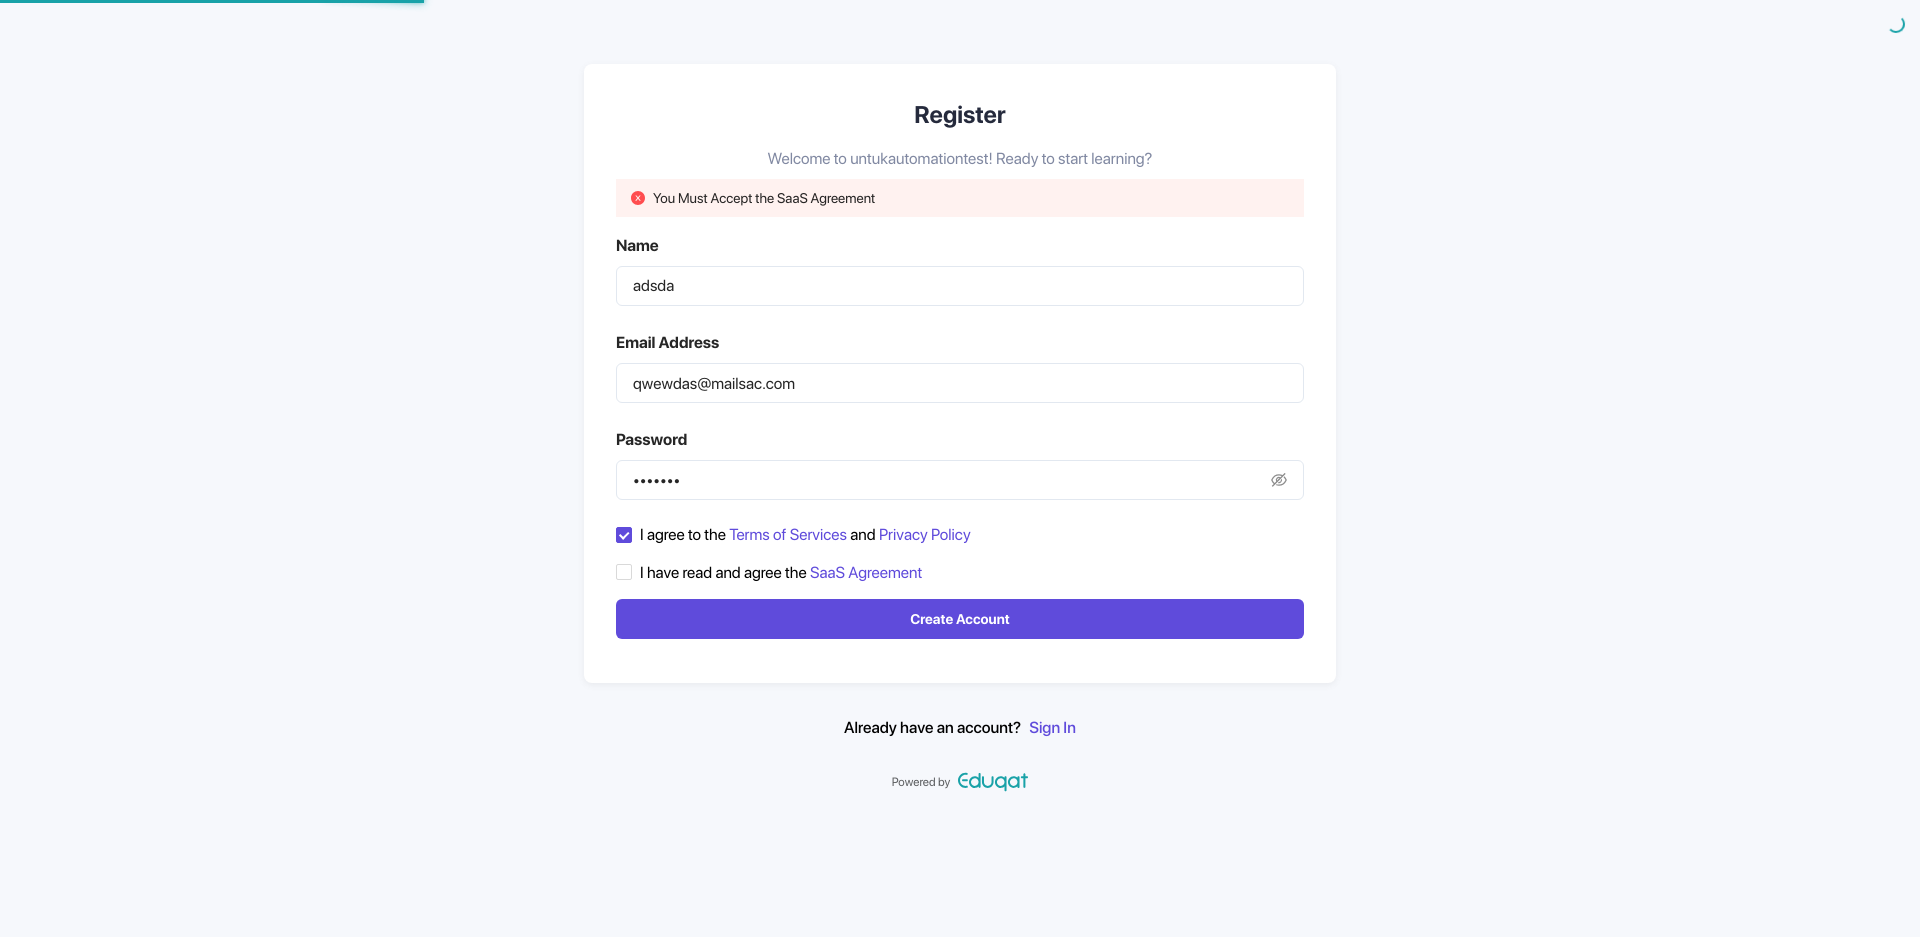 Register
Welcome to untukautomationtest! Ready to start learning?
You Must Accept the SaaS Agreement
Name
adsda
Email Address
qwewdas@mailsac.com
Password
•••••••
I agree to the Terms of Services and Privacy Policy
I have read and agree the SaaS Agreement
Create Account
Already have an account? Sign In
Powered by Eduqat